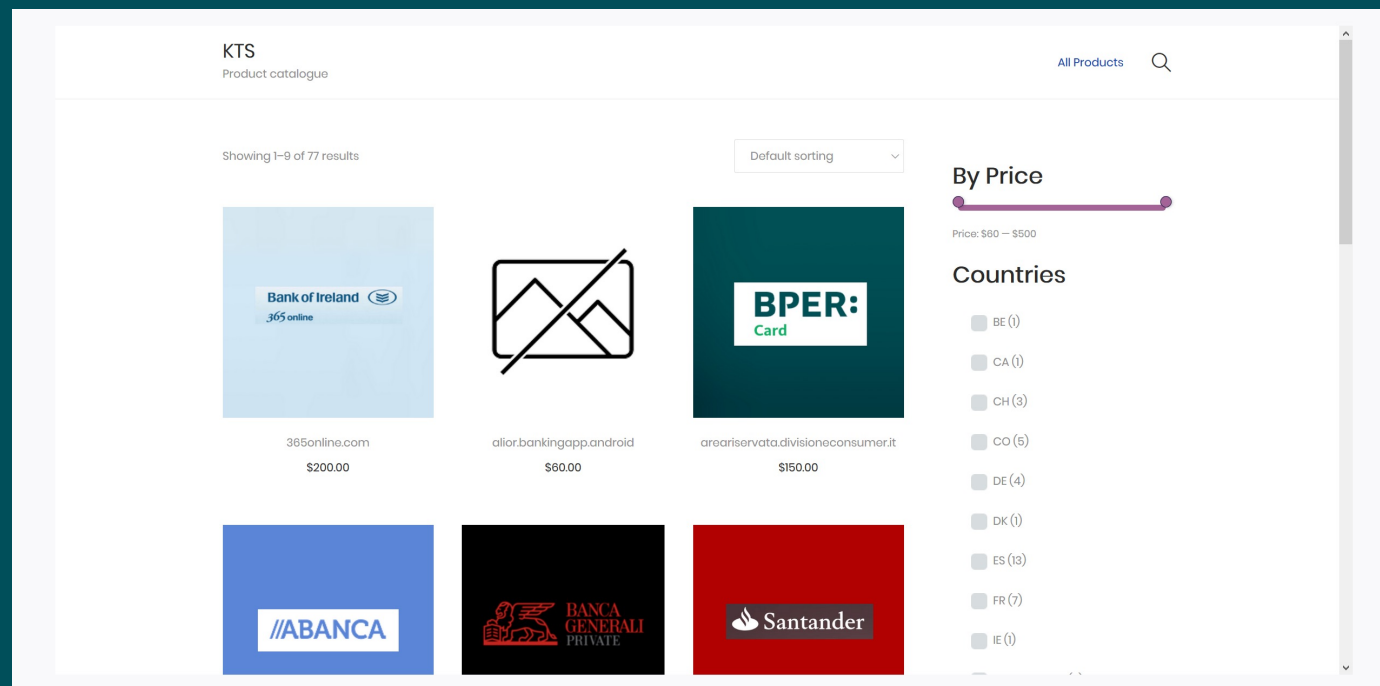 KTS
Product catalogue
All Products
Showing 1–9 of 77 results
Default sorting
Bank of Ireland
365 online
BPER:
Card
365online.com
alior.bankingapp.android
areariservata.divisioneconsumer.it
$200.00
$60.00
$150.00
//ABANCA
BANCA
GENERALI
PRIVATE
Santander
By Price
Price: $60 — $500
Countries
BE (1)
CA (1)
CH (3)
CO (5)
DE (4)
DK (1)
ES (13)
FR (7)
IE (1)